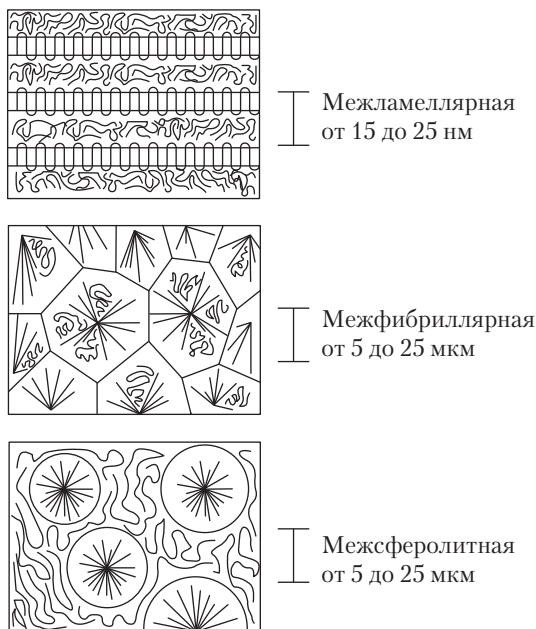 Межламеллярная
от 15 до 25 нм
Межфибриллярная
от 5 до 25 мкм
Межсферолитная
от 5 до 25 мкм